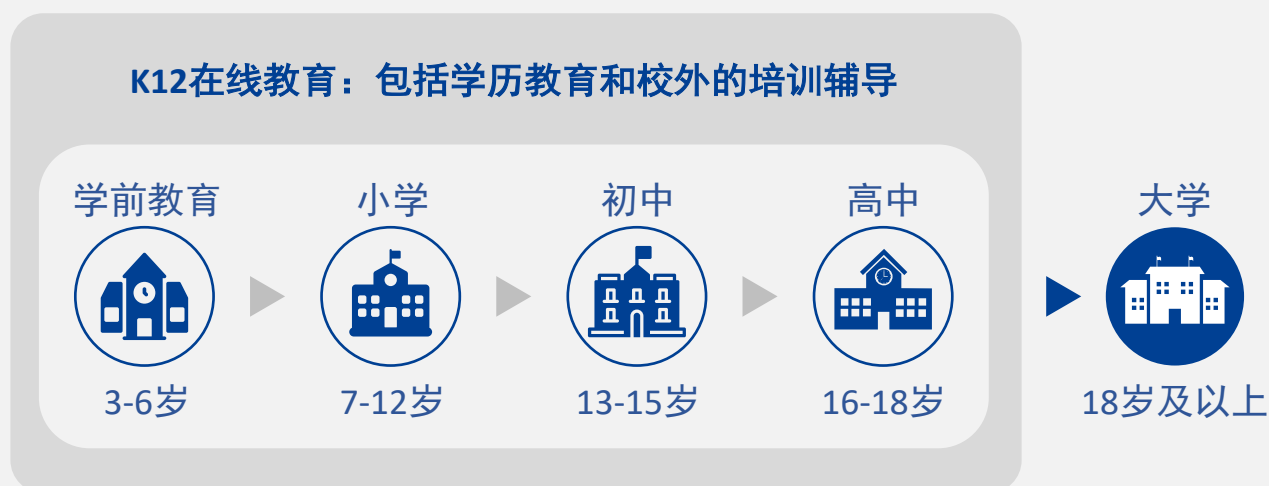 K12在线教育：包括学历教育和校外的培训辅导
学前教育 小学 初中 高中 大学
3-6岁 7-12岁 13-15岁 16-18岁 18岁及以上